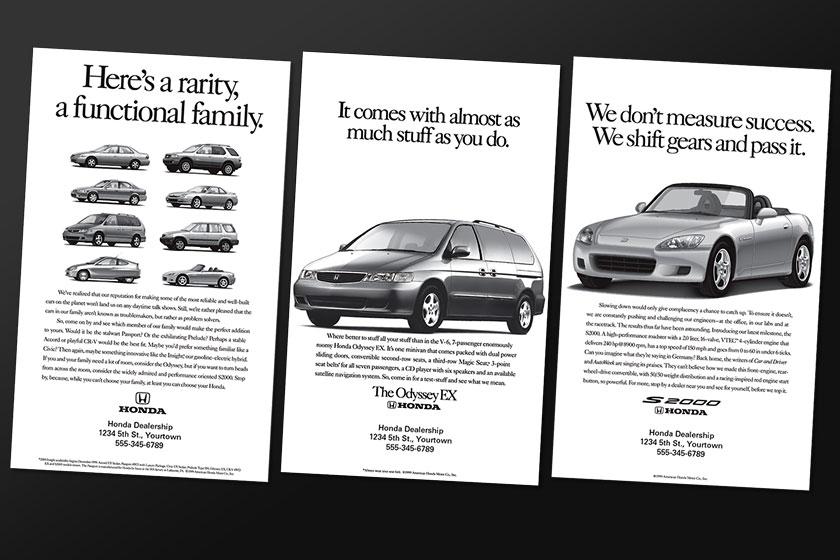 Here's a rarity,
a functional family.
We've realized that our reputation for making some of the most reliable and well-built
cars on the planet won't land us on any daytime talk shows. Still, we're rather pleased that the
cars in our family aren't known as troublemakers, but rather as problem solvers.
So, come on by and see which member of our family would make the perfect addition
to yours. Would it be the stalwart Passport? Or the exhilarating Prelude? Perhaps a stable
Accord or playful CR-V would be the best fit. Maybe you'd prefer something familiar like a
Civic? Then again, maybe something innovative like the Insight? our gasoline-electric hybrid.
If you and your family need a lot of room, consider the Odyssey, but if you want to turn heads
from across the room, consider the widely admired and performance oriented S2000. Stop
by, because, while you can't choose your family, at least you can choose your Honda.
HONDA
Honda Dealership
1234 5th St., Yourtown
555-345-6789
It comes with almost as
much stuff as you do.
Where better to stuff all your stuff than in the V-6, 7-passenger enormously
roomy Honda Odyssey EX. It's one minivan that comes packed with dual power
sliding doors, convertible second-row seats, a third-row Magic Seat,® 3-point
seat belts* for all seven passengers, a CD player with six speakers and an available
satellite navigation system. So, come in for a test-stuff and see what we mean.
The Odyssey EX
HONDA
Honda Dealership
1234 5th St., Yourtown
555-345-6789
*Always wear your seat belt. ©1999 American Honda Motor Co., Inc.
We don't measure success.
We shift gears and pass it.
Slowing down would only give complacency a chance to catch up. To ensure it doesn't,
we are constantly pushing and challenging our engineers—at the office, in our labs and at
the racetrack. The results thus far have been astounding. Introducing our latest milestone, the
S2000. A high-performance roadster with a 2.0 liter, 16-valve, VTEC® 4-cylinder engine that
delivers 240 hp @ 8300 rpm, has a top speed of 150 mph and goes from 0 to 60 in under 6 ticks.
Can you imagine what they're saying in Germany? Back home, the writers of Car and Driver
and AutoWeek are singing its praises. They can't believe how we made this front-engine, rear-
wheel-drive convertible, with 50/50 weight distribution and a racing-inspired red engine start
button, so powerful. For more, stop by a dealer near you and see for yourself, before we top it.
S2000
HONDA
Honda Dealership
1234 5th St., Yourtown
555-345-6789
©1999 American Honda Motor Co., Inc.